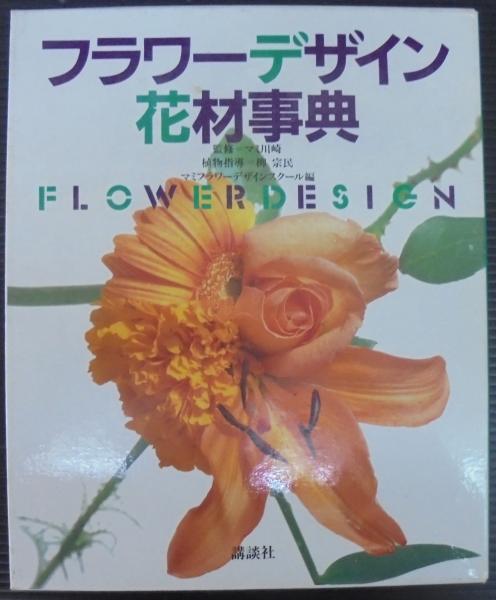 フラワーデザイン
花材事典
監修＝マミ川崎
植物指導＝柳 宗民
マミフラワーデザインスクール編
FLOWERDESIGN
講談社